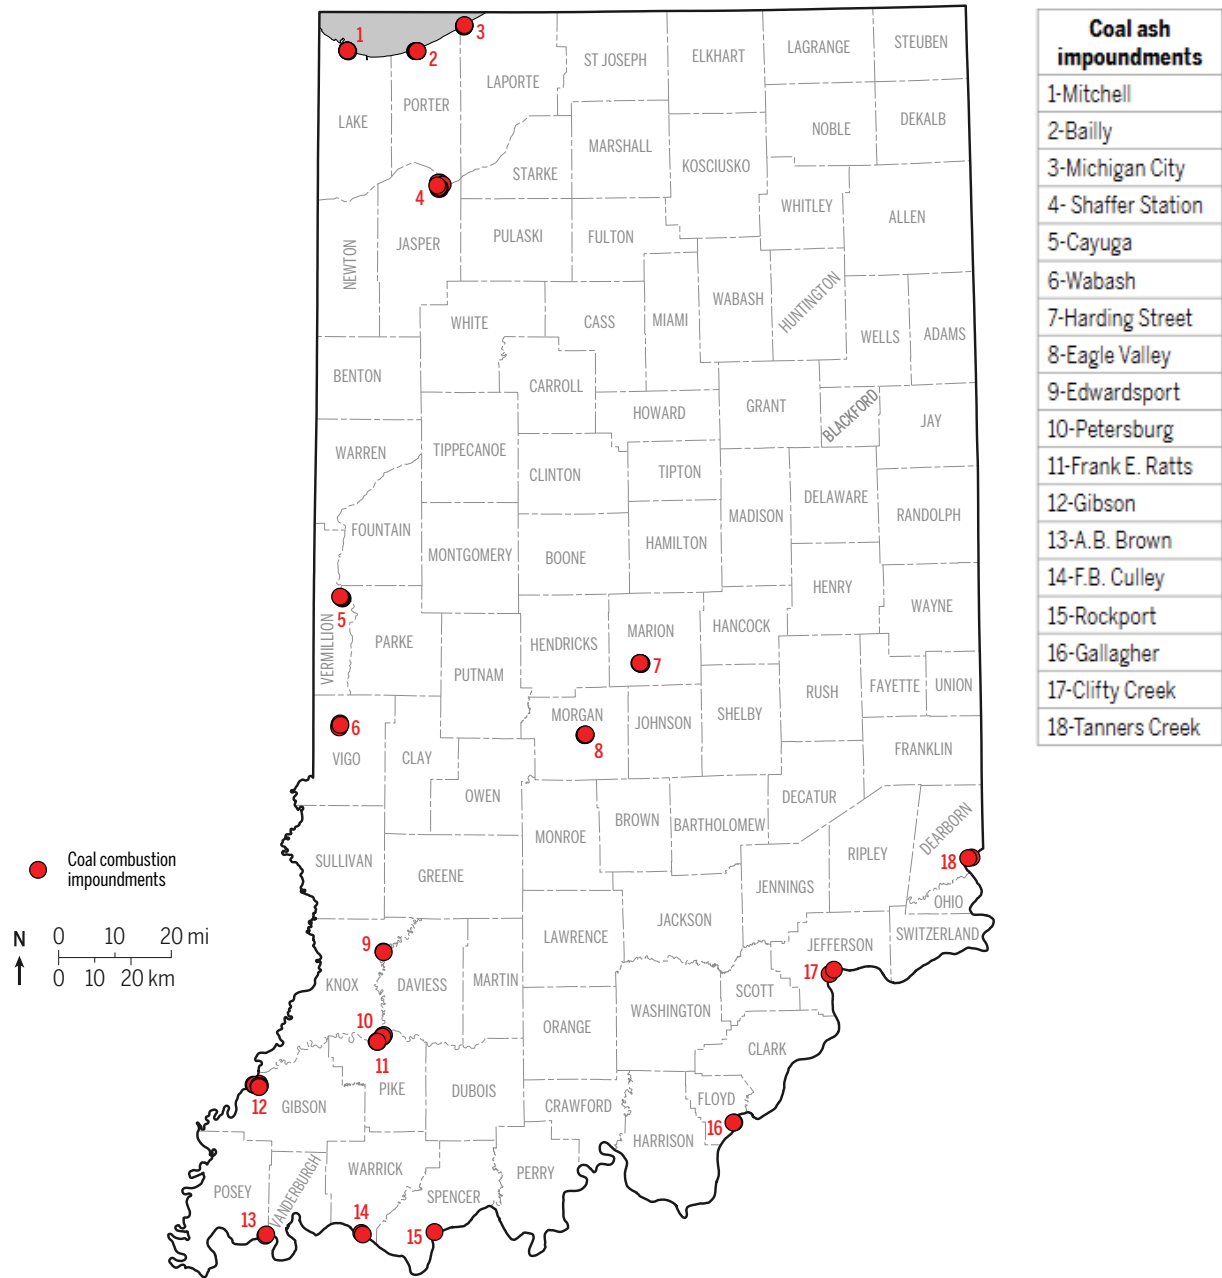 1
2
3
LAKE
PORTER
LAPORTE
ST JOSEPH
ELKHART
LAGRANGE
STEUBEN
NOBLE
DEKALB
MARSHALL
KOSCIUSKO
STARKE
4
WHITLEY
ALLEN
NEWTON
JASPER
PULASKI
FULTON
WABASH
HUNTINGTON
WHITE
CASS
MIAMI
WELLS
ADAMS
BENTON
CARROLL
HOWARD
GRANT
BLACKFORD
JAY
WARREN
TIPPECANOE
CLINTON
TIPTON
DELAWARE
MADISON
RANDOLPH
FOUNTAIN
MONTGOMERY
BOONE
HAMILTON
HENRY
WAYNE
5
VERMILLION
PARKE
HENDRICKS
MARION
HANCOCK
7
PUTNAM
RUSH
FAYETTE
UNION
6
VIGO
CLAY
MORGAN
8
JOHNSON
SHELBY
FRANKLIN
OWEN
DECATUR
MONROE
BROWN
BARTHOLOMEW
DEARBORN
SULLIVAN
GREENE
RIPLEY
18
JENNINGS
OHIO
JACKSON
LAWRENCE
JEFFERSON
SWITZERLAND
9
KNOX
DAVIESS
MARTIN
17
SCOTT
WASHINGTON
10
ORANGE
CLARK
11
PIKE
DUBOIS
12
GIBSON
CRAWFORD
FLOYD
16
HARRISON
POSEY
VANDERBURGH
WARRICK
SPENCER
PERRY
13
14
15
Coal combustion
impoundments
N
0 10 20 mi
0 10 20 km
Coal ash
impoundments
1-Mitchell
2-Bailly
3-Michigan City
4- Shaffer Station
5-Cayuga
6-Wabash
7-Harding Street
8-Eagle Valley
9-Edwardsport
10-Petersburg
11-Frank E. Ratts
12-Gibson
13-A.B. Brown
14-F.B. Culley
15-Rockport
16-Gallagher
17-Clifty Creek
18-Tanners Creek